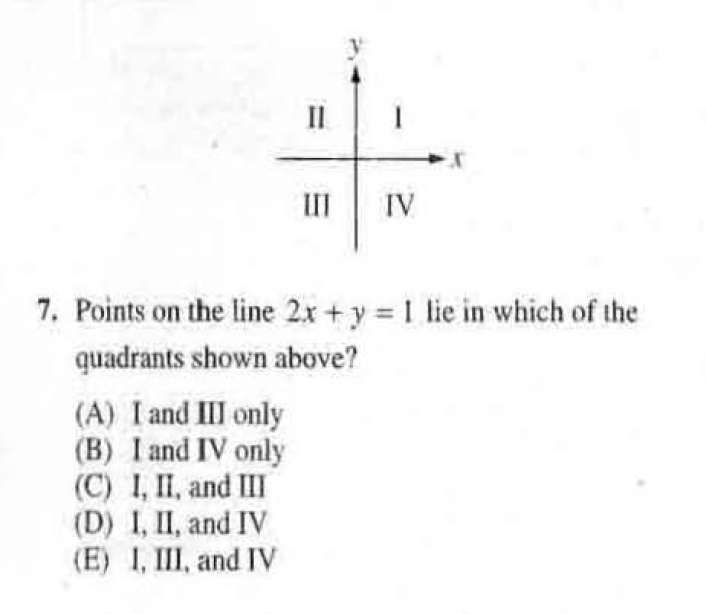 y
II I
x
III IV
7. Points on the line 2x + y = 1 lie in which of the
quadrants shown above?
(A) I and III only
(B) I and IV only
(C) I, II, and III
(D) I, II, and IV
(E) I, III, and IV